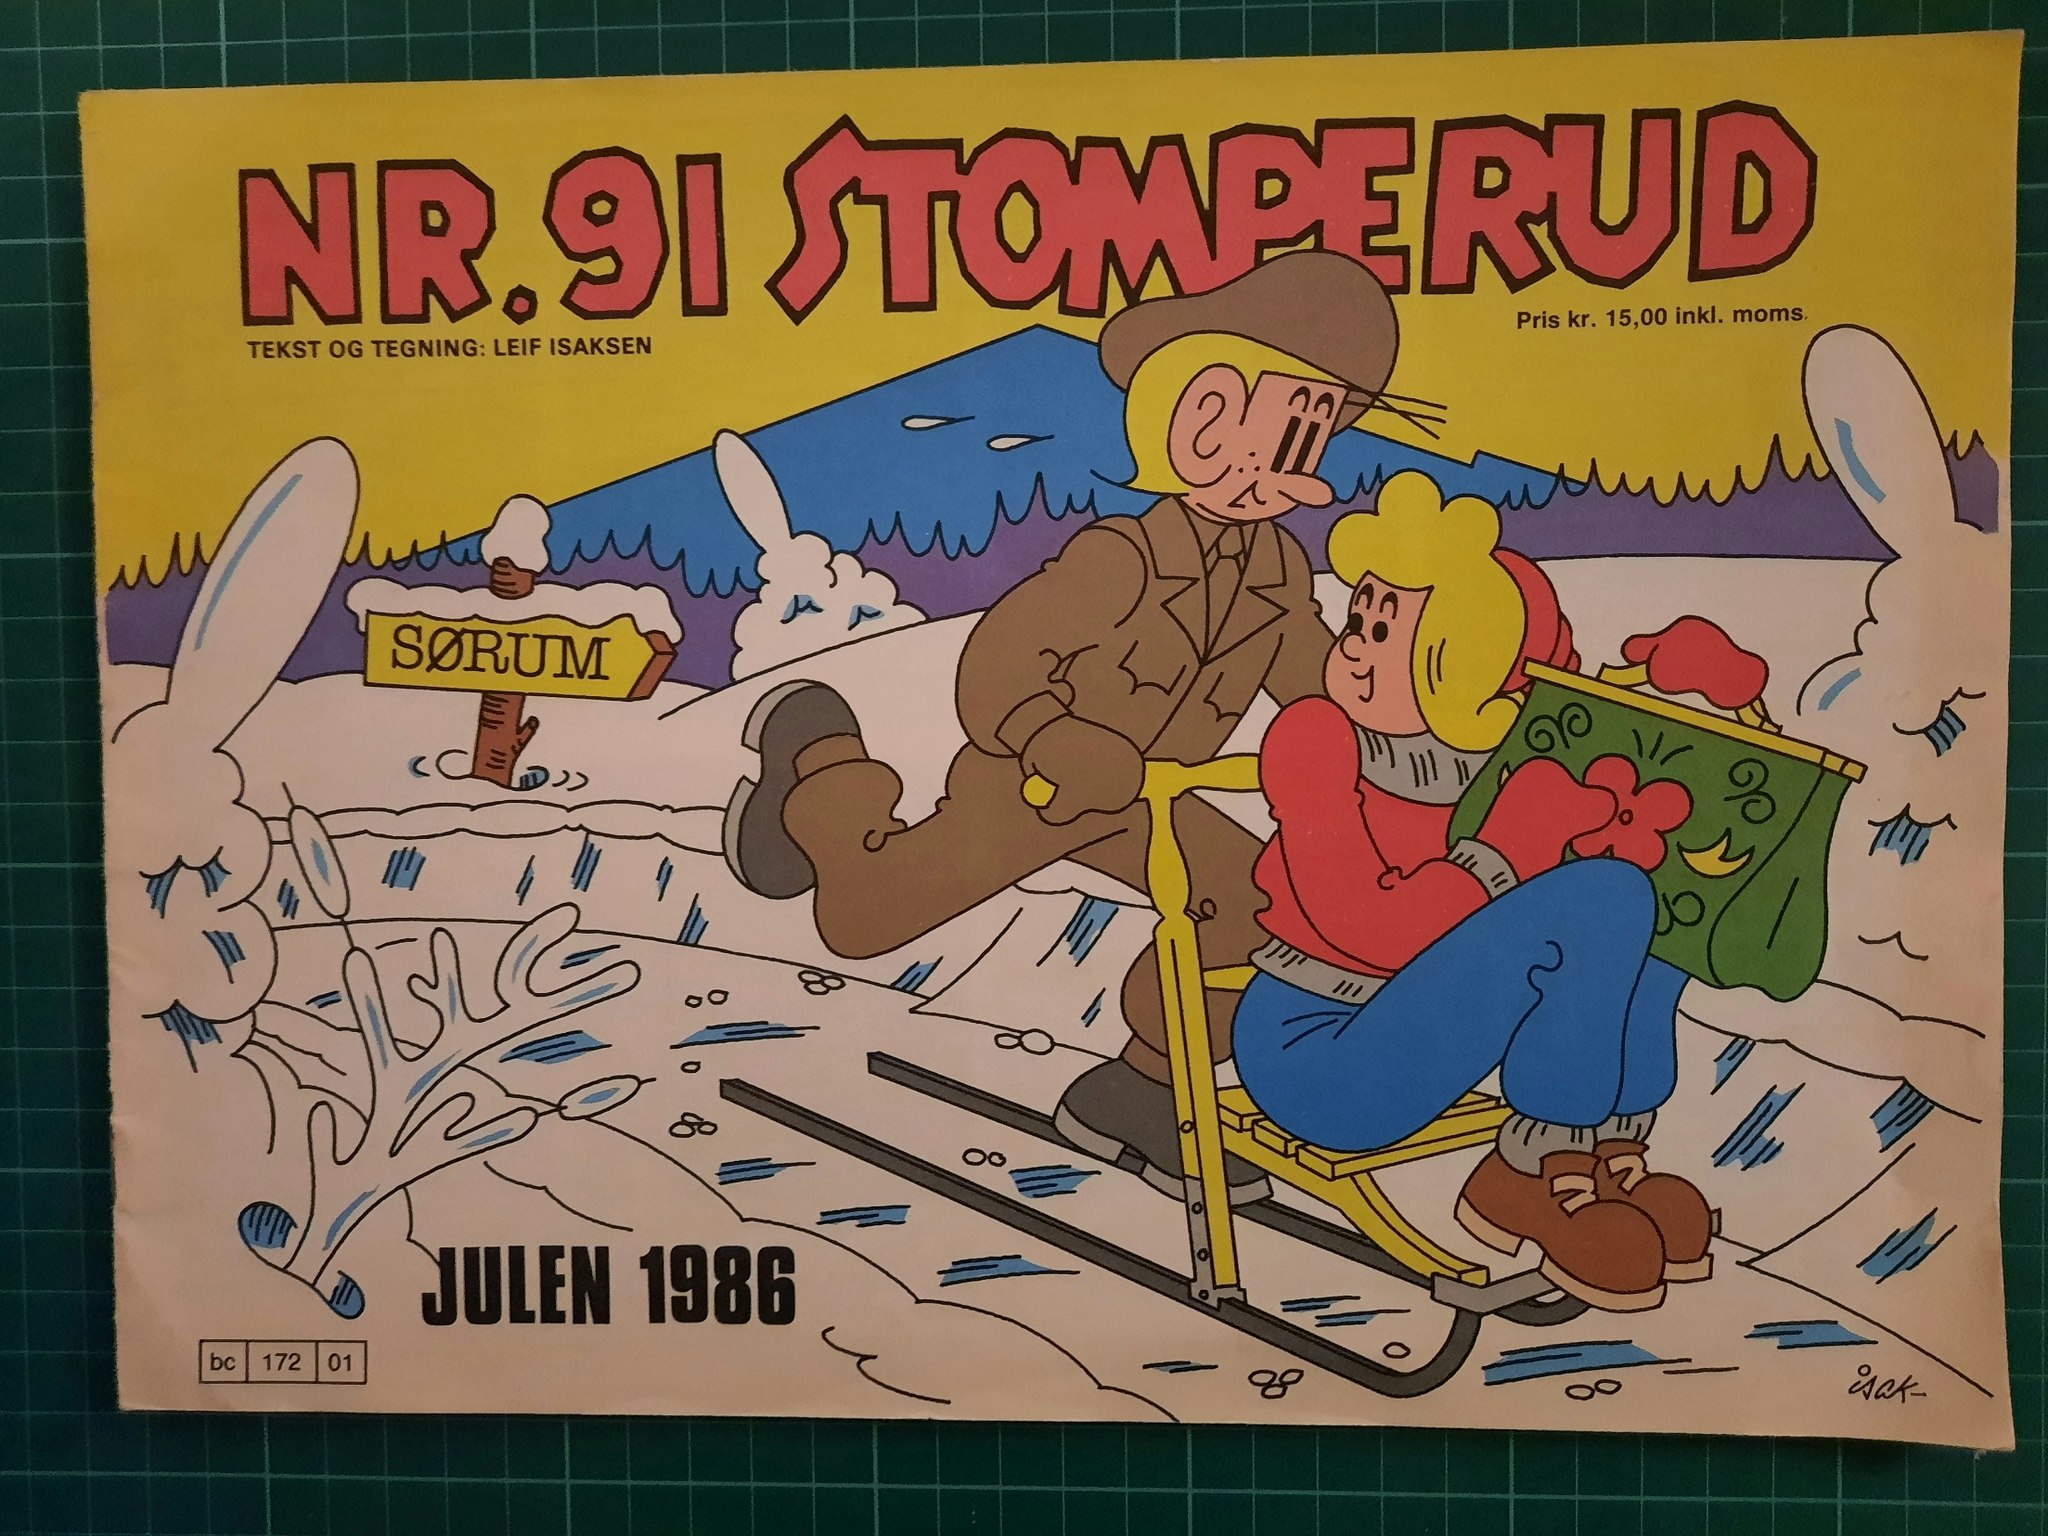 NR. 91 STOMPERUD
TEKST OG TEGNING: LEIF ISAKSEN
Pris kr. 15,00 inkl. moms.
SØRUM
JULEN 1986
bc 172 01
isak